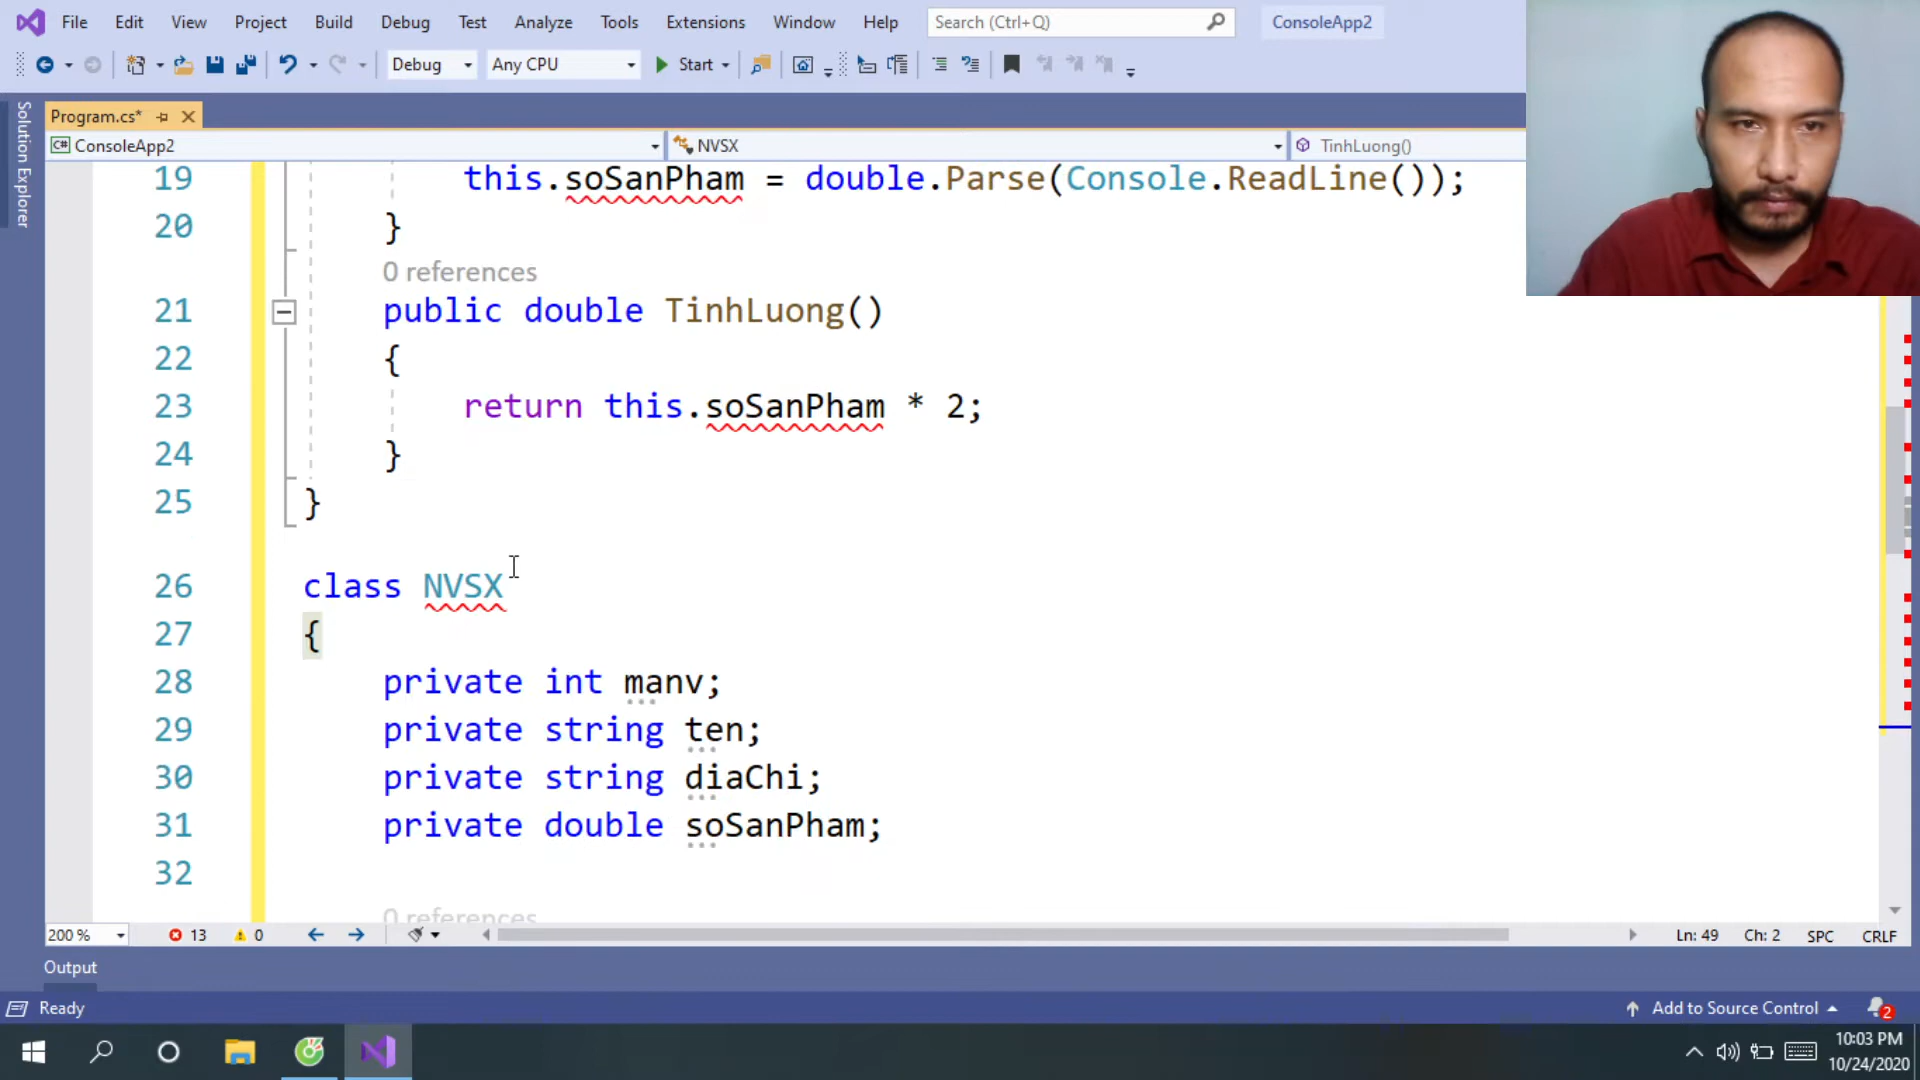 File Edit View Project Build Debug Test Analyze Tools Extensions Window Help Search (Ctrl+Q) ConsoleApp2
Debug Any CPU Start
Solution Explorer
Program.cs*
C# ConsoleApp2 NVSX TinhLuong()
19 this.soSanPham = double.Parse(Console.ReadLine());
20 }
0 references
21 public double TinhLuong()
22 {
23 return this.soSanPham * 2;
24 }
25 }
26 class NVSX
27 {
28 private int manv;
29 private string ten;
30 private string diaChi;
31 private double soSanPham;
32
0 references
200 % 13 0 Ln: 49 Ch: 2 SPC CRLF
Output
Ready Add to Source Control 2
10:03 PM
10/24/2020